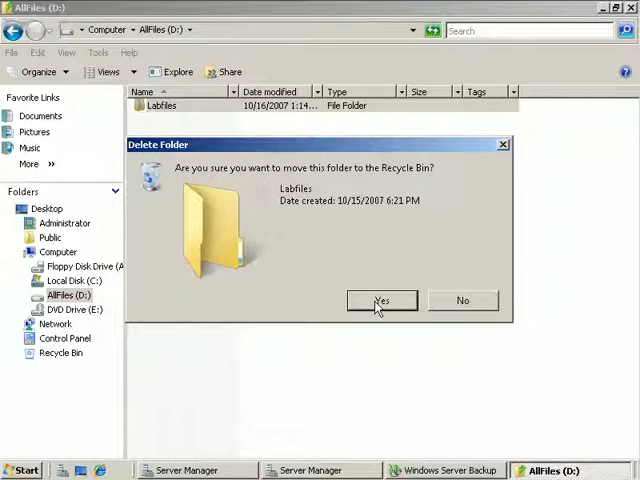 AllFiles (D:)
Computer AllFiles (D:)
Search
File Edit View Tools Help
Organize Views Explore Share
Favorite Links
Documents
Pictures
Music
More »
Folders
Desktop
Administrator
Public
Computer
Floppy Disk Drive (A
Local Disk (C:)
AllFiles (D:)
DVD Drive (E:)
Network
Control Panel
Recycle Bin
Name Date modified Type Size Tags
Labfiles 10/16/2007 1:14... File Folder
Delete Folder
Are you sure you want to move this folder to the Recycle Bin?
Labfiles
Date created: 10/15/2007 6:21 PM
Yes No
Start Server Manager Server Manager Windows Server Backup AllFiles (D:)